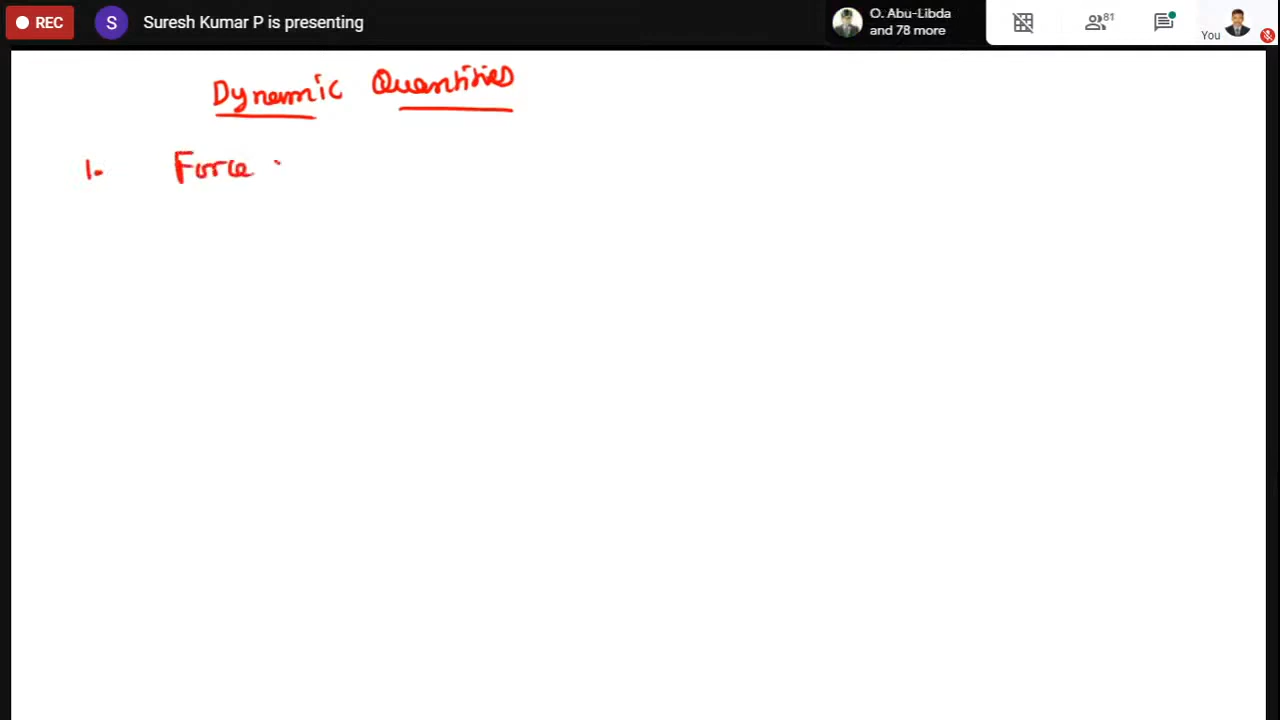 REC
S
Suresh Kumar P is presenting
O. Abu-Libda
and 78 more
81
You
Dynamic Quantities
1. Force